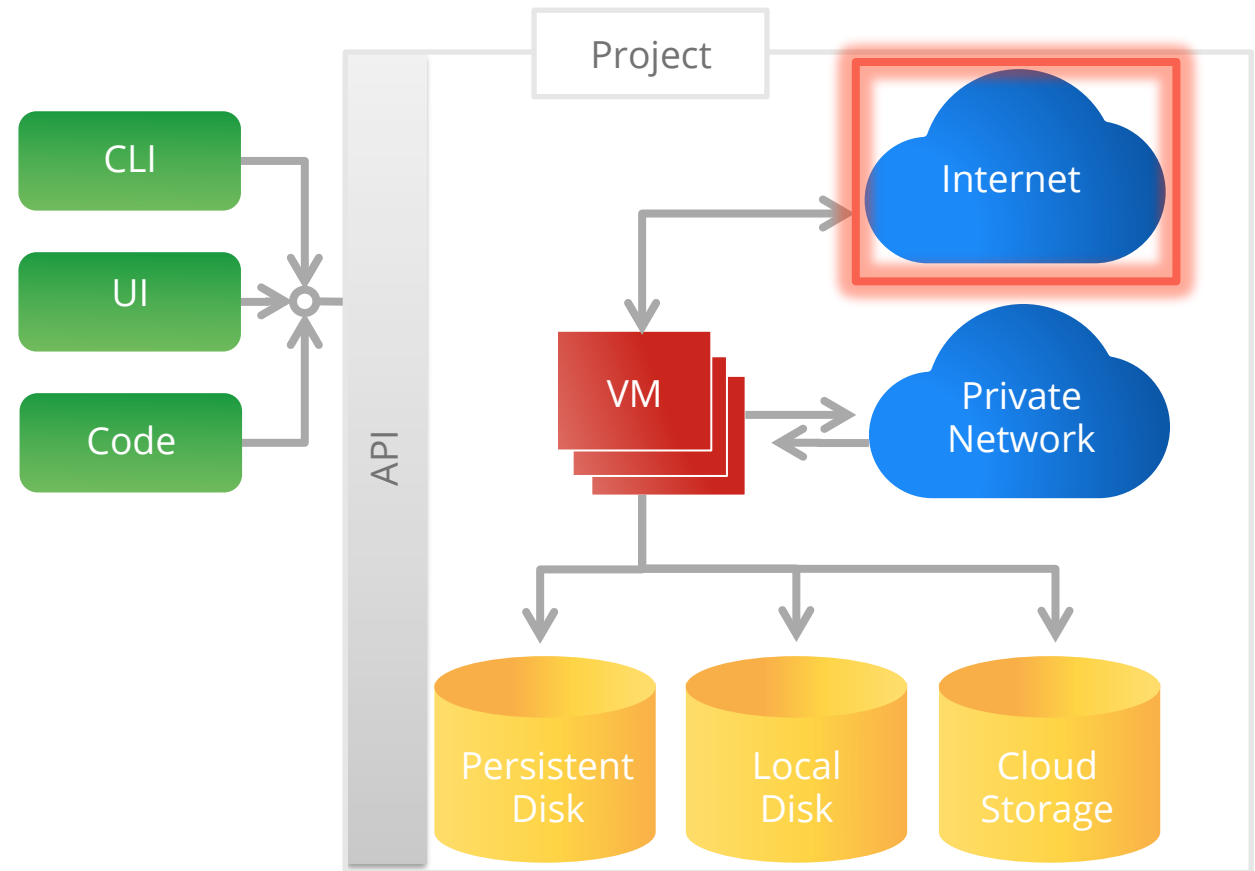 Project
CLI
UI
Code
API
Internet
VM
Private
Network
Persistent
Disk
Local
Disk
Cloud
Storage